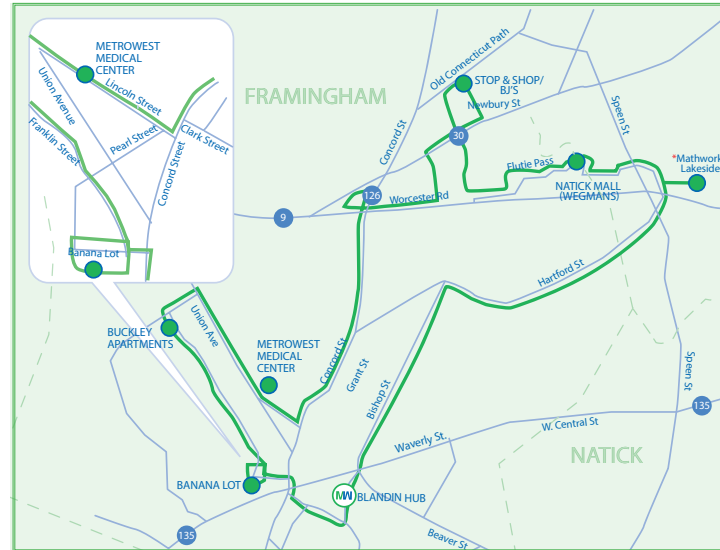 METROWEST
MEDICAL
CENTER
Union Avenue
Lincoln Street
Franklin Street
Pearl Street
Clark Street
Concord Street
Banana Lot
FRAMINGHAM
Old Connecticut Path
STOP & SHOP/
BJ'S
Newbury St
Concord St
30
Speen St
Flutie Pass
NATICK MALL
(WEGMANS)
*Mathwork
Lakeside
126
Worcester Rd
9
Hartford St
BUCKLEY
APARTMENTS
Union Ave
METROWEST
MEDICAL
CENTER
Concord St
Grant St
Bishop St
Speen St
135
W. Central St
Waverly St.
NATICK
BANANA LOT
MW
BLANDIN HUB
135
Beaver St